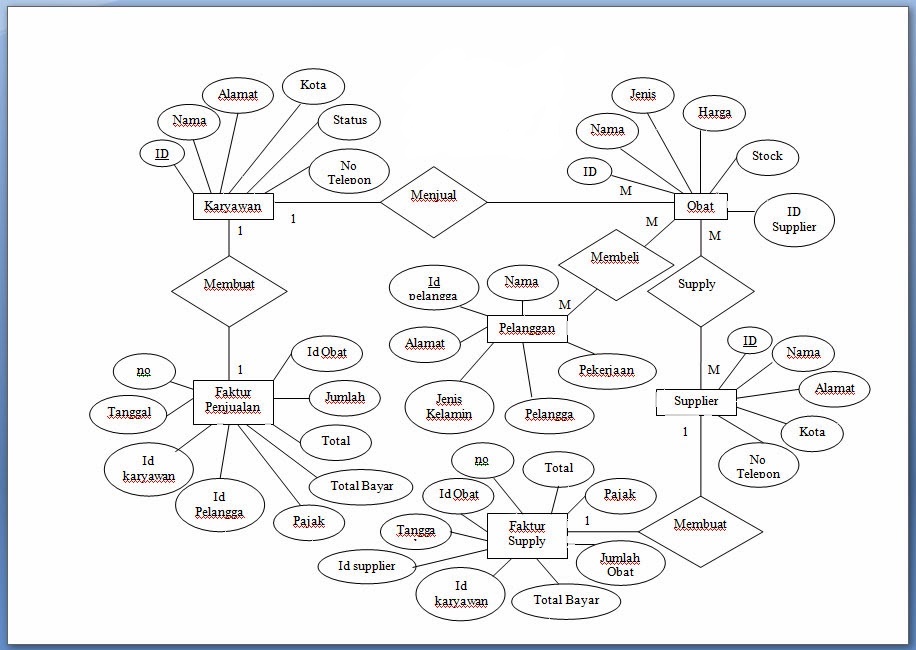 Kota
Alamat
Nama
Status
ID
No
Telepon
Karyawan
1
1
Menjual
Jenis
Harga
Nama
Stock
ID
M
Obat
ID
Supplier
M
M
Membeli
Supply
M
Membuat
Id
pelangga
Nama
Pelanggan
Alamat
Pekerjaan
Jenis
Kelamin
Pelangga
1
Id Obat
no
Faktur
Penjualan
Jumlah
Tanggal
Total
Id
karyawan
Total Bayar
Id
Pelangga
Pajak
M
ID
Nama
Alamat
Supplier
Kota
1
No
Telepon
Membuat
no
Total
Id Obat
Pajak
1
Tangga
Faktur
Supply
Jumlah
Obat
Id supplier
Id
karyawan
Total Bayar